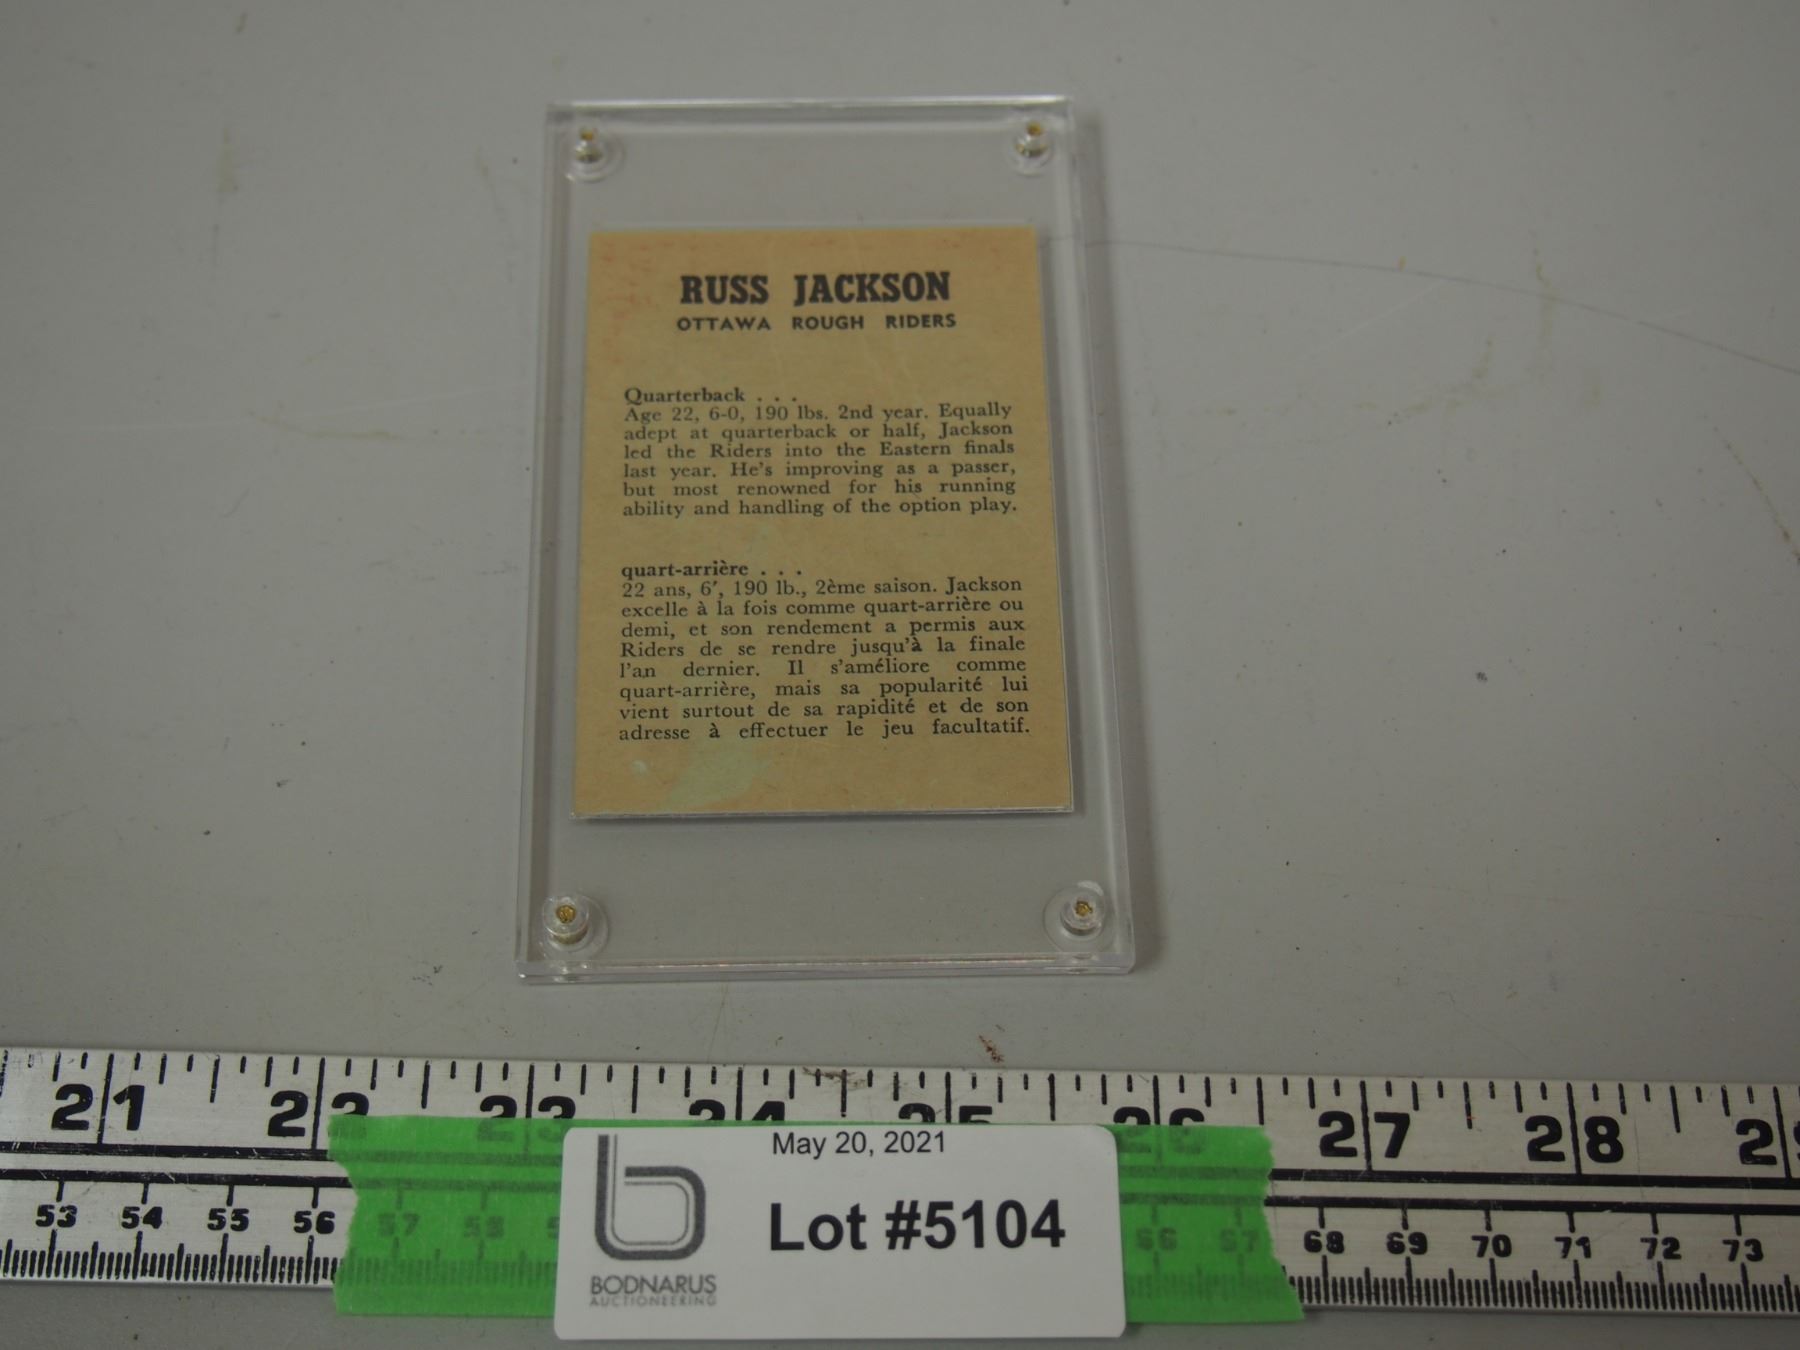 RUSS JACKSON
OTTAWA ROUGH RIDERS
Quarterback . . .
Age 22, 6-0, 190 lbs. 2nd year. Equally
adept at quarterback or half, Jackson
led the Riders into the Eastern finals
last year. He's improving as a passer,
but most renowned for his running
ability and handling of the option play.
quart-arrière . . .
22 ans, 6′, 190 lb., 2ème saison. Jackson
excelle à la fois comme quart-arrière ou
demi, et son rendement a permis aux
Riders de se rendre jusqu'à la finale
l'an dernier. Il s'améliore comme
quart-arrière, mais sa popularité lui
vient surtout de sa rapidité et de son
adresse à effectuer le jeu facultatif.
21 22 23 24 25 26 27 28
53 54 55 56 57 58 66 67 68 69 70 71 72 73
May 20, 2021
Lot #5104
BODNARUS
AUCTIONEERING